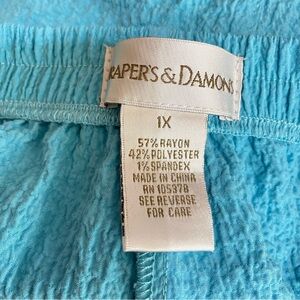 RAPER'S & DAMON'S
1X
57% RAYON
42% POLYESTER
1% SPANDEX
MADE IN CHINA
RN 105378
SEE REVERSE
FOR CARE